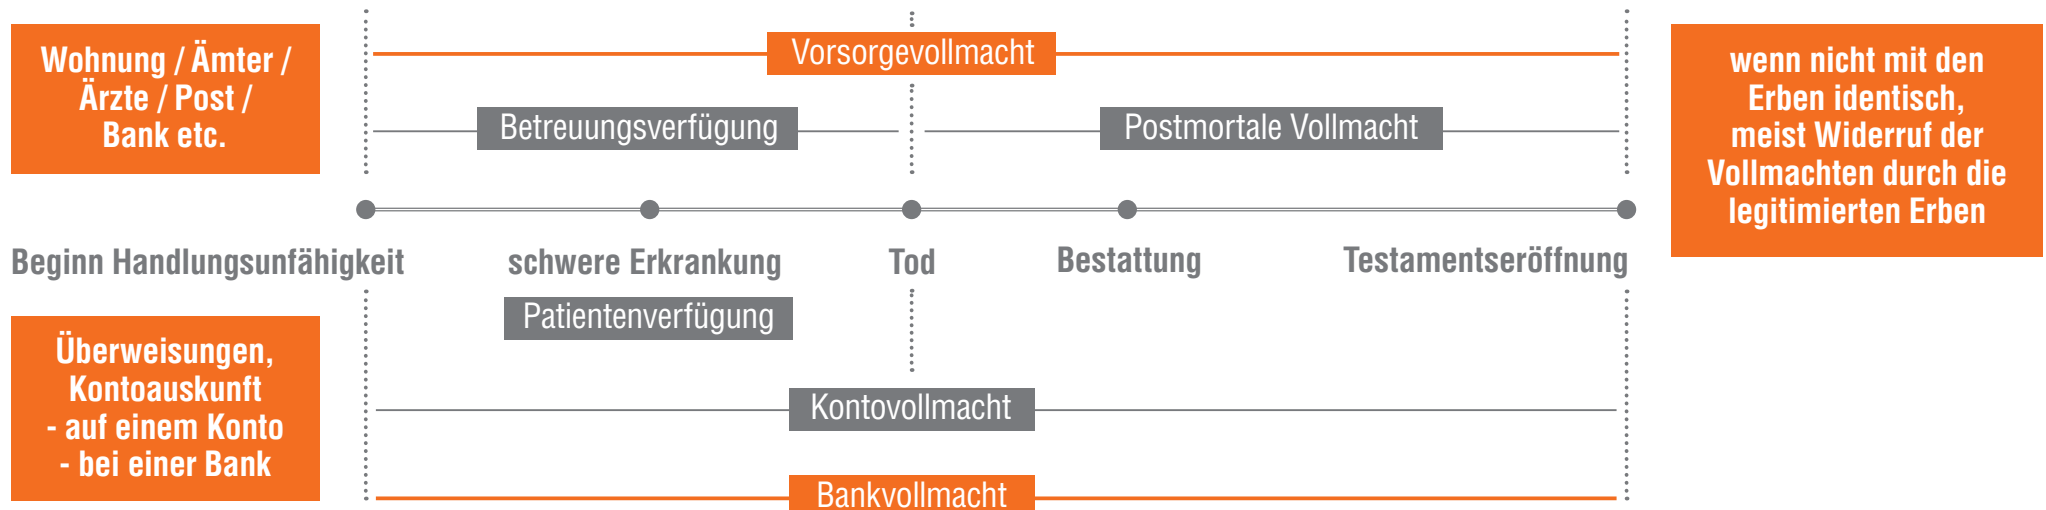 Wohnung / Ämter /
Ärzte / Post /
Bank etc.
Vorsorgevollmacht
Betreuungsverfügung
Postmortale Vollmacht
wenn nicht mit den
Erben identisch,
meist Widerruf der
Vollmachten durch die
legitimierten Erben
Beginn Handlungsunfähigkeit
schwere Erkrankung
Tod
Bestattung
Testamentseröffnung
Patientenverfügung
Überweisungen,
Kontoauskunft
- auf einem Konto
- bei einer Bank
Kontovollmacht
Bankvollmacht